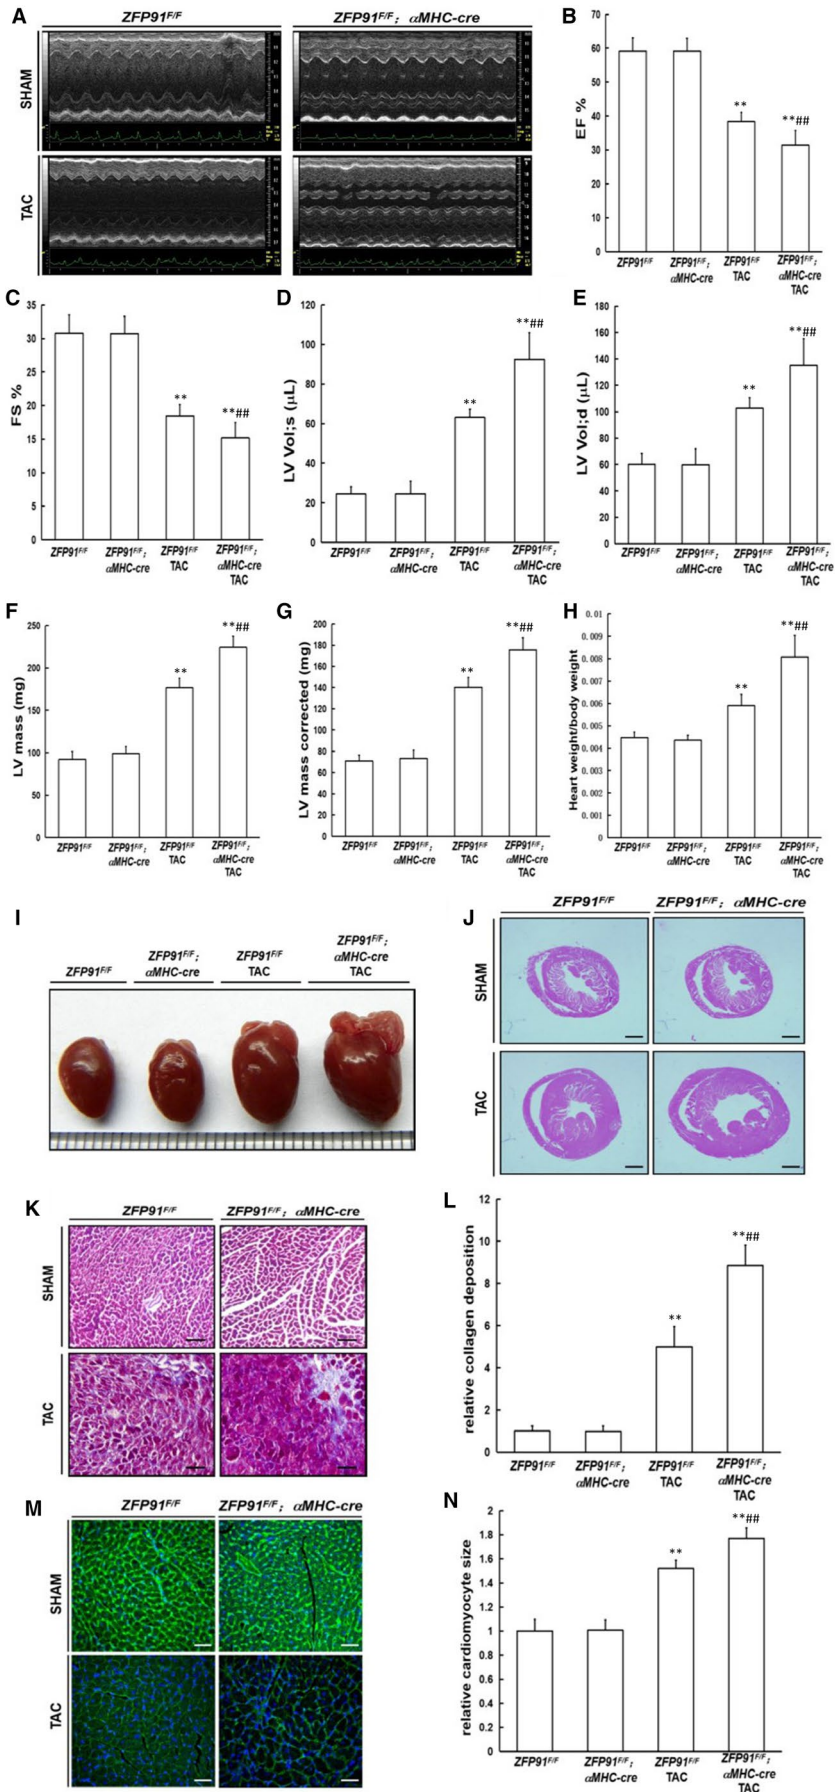 A
ZFP91F/F
ZFP91F/F; αMHC-cre
SHAM
TAC
B
EF %
70
60
50
40
30
20
10
0
**
**##
ZFP91F/F
ZFP91F/F;
αMHC-cre
ZFP91F/F
TAC
ZFP91F/F;
αMHC-cre
TAC
C
FS %
35
30
25
20
15
10
5
0
**
**##
ZFP91F/F
ZFP91F/F;
αMHC-cre
ZFP91F/F
TAC
ZFP91F/F;
αMHC-cre
TAC
D
LV Vol;s (μL)
120
100
80
60
40
20
0
**
**##
ZFP91F/F
ZFP91F/F;
αMHC-cre
ZFP91F/F
TAC
ZFP91F/F;
αMHC-cre
TAC
E
LV Vol;d (μL)
180
160
140
120
100
80
60
40
20
0
**
**##
ZFP91F/F
ZFP91F/F;
αMHC-cre
ZFP91F/F
TAC
ZFP91F/F;
αMHC-cre
TAC
F
LV mass (mg)
250
200
150
100
50
0
**
**##
ZFP91F/F
ZFP91F/F;
αMHC-cre
ZFP91F/F
TAC
ZFP91F/F;
αMHC-cre
TAC
G
LV mass corrected (mg)
200
180
160
140
120
100
80
60
40
20
0
**
**##
ZFP91F/F
ZFP91F/F;
αMHC-cre
ZFP91F/F
TAC
ZFP91F/F;
αMHC-cre
TAC
H
Heart weight/body weight
0.01
0.009
0.008
0.007
0.006
0.005
0.004
0.003
0.002
0.001
0
**
**##
ZFP91F/F
ZFP91F/F;
αMHC-cre
ZFP91F/F
TAC
ZFP91F/F;
αMHC-cre
TAC
I
ZFP91F/F
ZFP91F/F;
αMHC-cre
ZFP91F/F
TAC
ZFP91F/F;
αMHC-cre
TAC
J
ZFP91F/F
ZFP91F/F; αMHC-cre
SHAM
TAC
K
ZFP91F/F
ZFP91F/F; αMHC-cre
SHAM
TAC
L
relative collagen deposition
12
10
8
6
4
2
0
**
**##
ZFP91F/F
ZFP91F/F;
αMHC-cre
ZFP91F/F
TAC
ZFP91F/F;
αMHC-cre
TAC
M
ZFP91F/F
ZFP91F/F; αMHC-cre
SHAM
TAC
N
relative cardiomyocyte size
2
1.8
1.6
1.4
1.2
1
0.8
0.6
0.4
0.2
0
**
**##
ZFP91F/F
ZFP91F/F;
αMHC-cre
ZFP91F/F
TAC
ZFP91F/F;
αMHC-cre
TAC